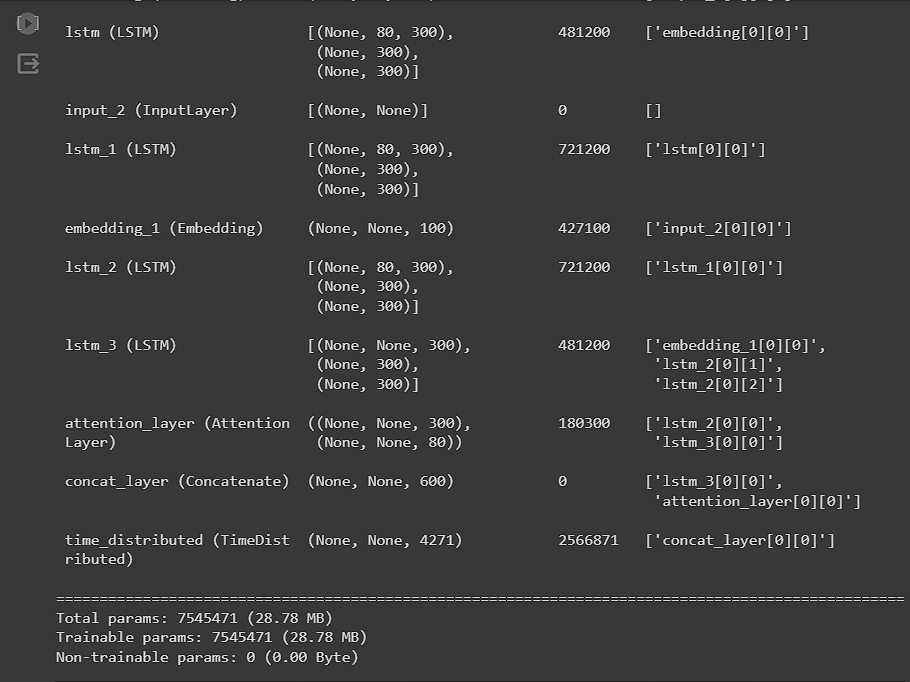 lstm (LSTM) [(None, 80, 300), 481200 ['embedding[0][0]']
(None, 300),
(None, 300)]
input_2 (InputLayer) [(None, None)] 0 []
lstm_1 (LSTM) [(None, 80, 300), 721200 ['lstm[0][0]']
(None, 300),
(None, 300)]
embedding_1 (Embedding) (None, None, 100) 427100 ['input_2[0][0]']
lstm_2 (LSTM) [(None, 80, 300), 721200 ['lstm_1[0][0]']
(None, 300),
(None, 300)]
lstm_3 (LSTM) [(None, None, 300), 481200 ['embedding_1[0][0]',
(None, 300), 'lstm_2[0][1]',
(None, 300)] 'lstm_2[0][2]']
attention_layer (Attention ((None, None, 300), 180300 ['lstm_2[0][0]',
Layer) (None, None, 80)) 'lstm_3[0][0]']
concat_layer (Concatenate) (None, None, 600) 0 ['lstm_3[0][0]',
'attention_layer[0][0]']
time_distributed (TimeDist (None, None, 4271) 2566871 ['concat_layer[0][0]']
ributed)
==================================================================================================
Total params: 7545471 (28.78 MB)
Trainable params: 7545471 (28.78 MB)
Non-trainable params: 0 (0.00 Byte)